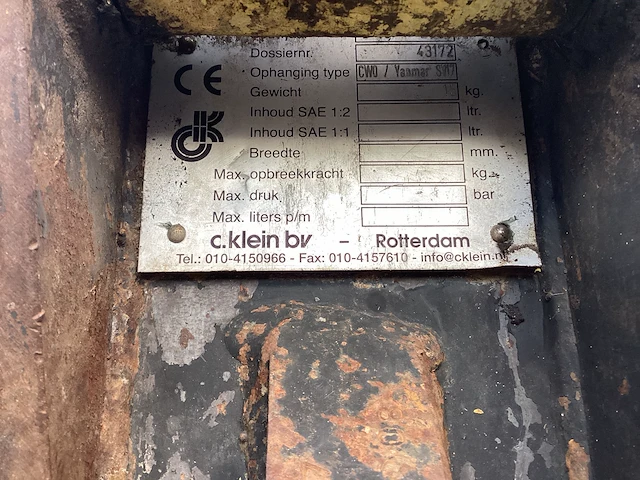 Dossiernr. 43172
CE
Ophanging type CW0 / Yanmar
Gewicht kg.
Inhoud SAE 1:2 ltr.
Inhoud SAE 1:1 ltr.
Breedte mm.
Max. opbreekkracht kg.
Max. druk. bar
Max. liters p/m
c.klein bv – Rotterdam
Tel.: 010-4150966 - Fax: 010-4157610 - info@cklein.nl